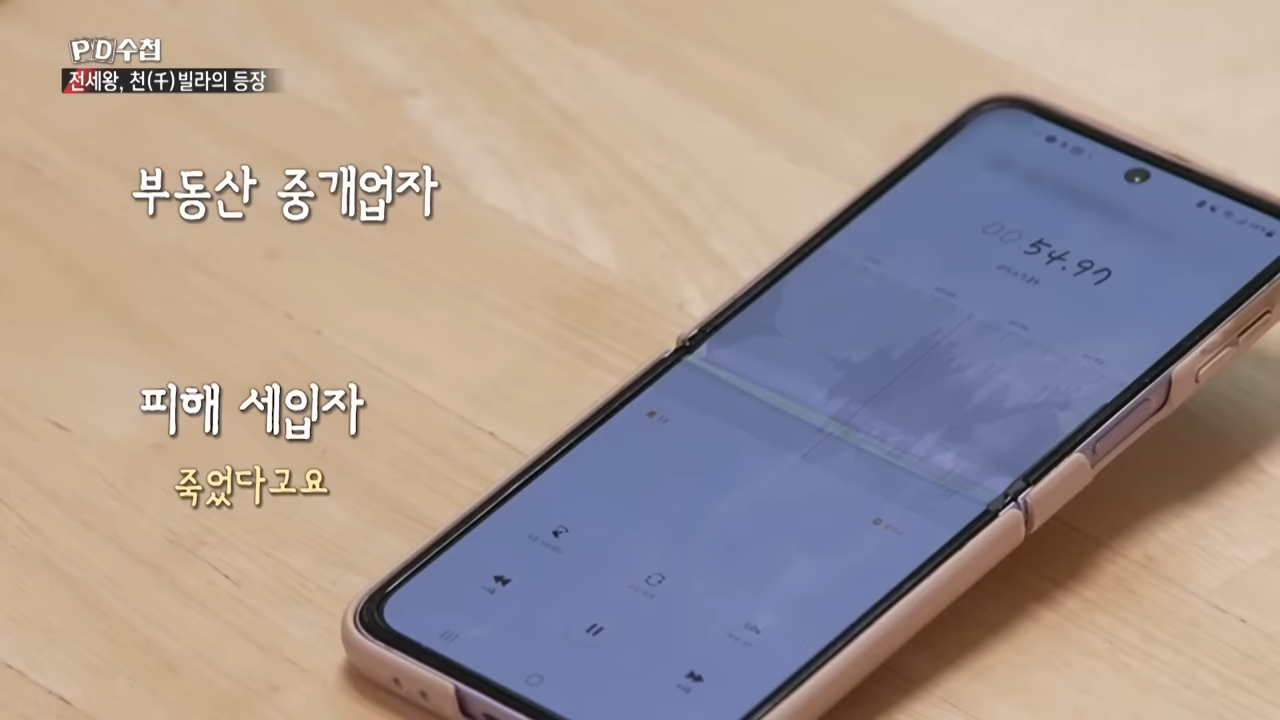 PD수첩
전세왕, 천(千)빌라의 등장
부동산 중개업자
00:54.97
피해 세입자
죽었다고요